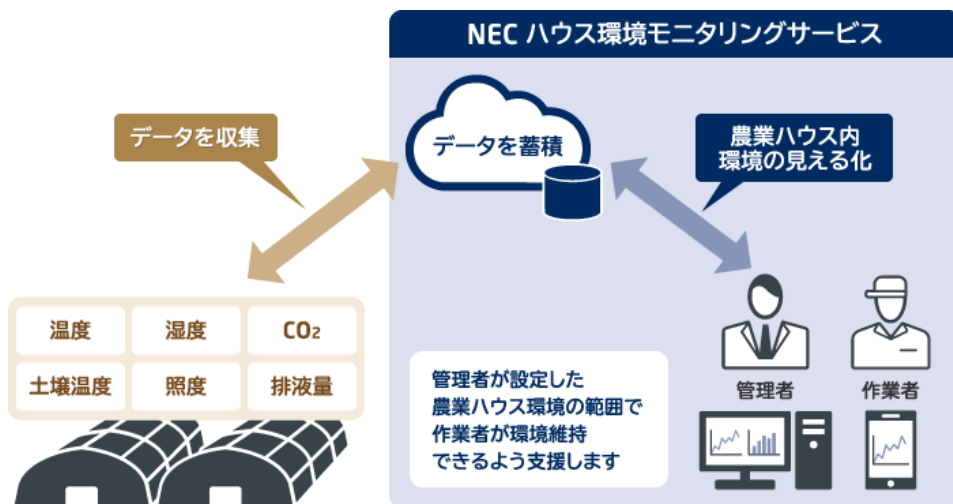 NEC ハウス環境モニタリングサービス
データを収集
データを蓄積
農業ハウス内
環境の見える化
温度
湿度
CO₂
土壌温度
照度
排液量
管理者が設定した
農業ハウス環境の範囲で
作業者が環境維持
できるよう支援します
管理者
作業者